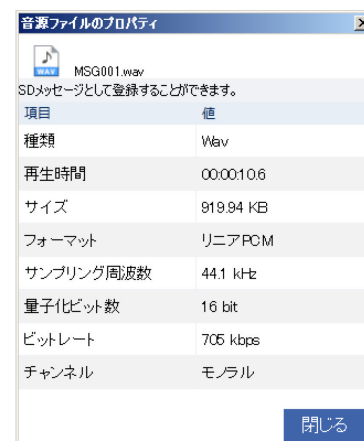 音源ファイルのプロパティ
WAV MSG001.wav
SDメッセージとして登録することができます。
項目 値
種類 Wav
再生時間 00:00:10.6
サイズ 919.94 KB
フォーマット リニアPCM
サンプリング周波数 44.1 kHz
量子化ビット数 16 bit
ビットレート 705 kbps
チャンネル モノラル
閉じる